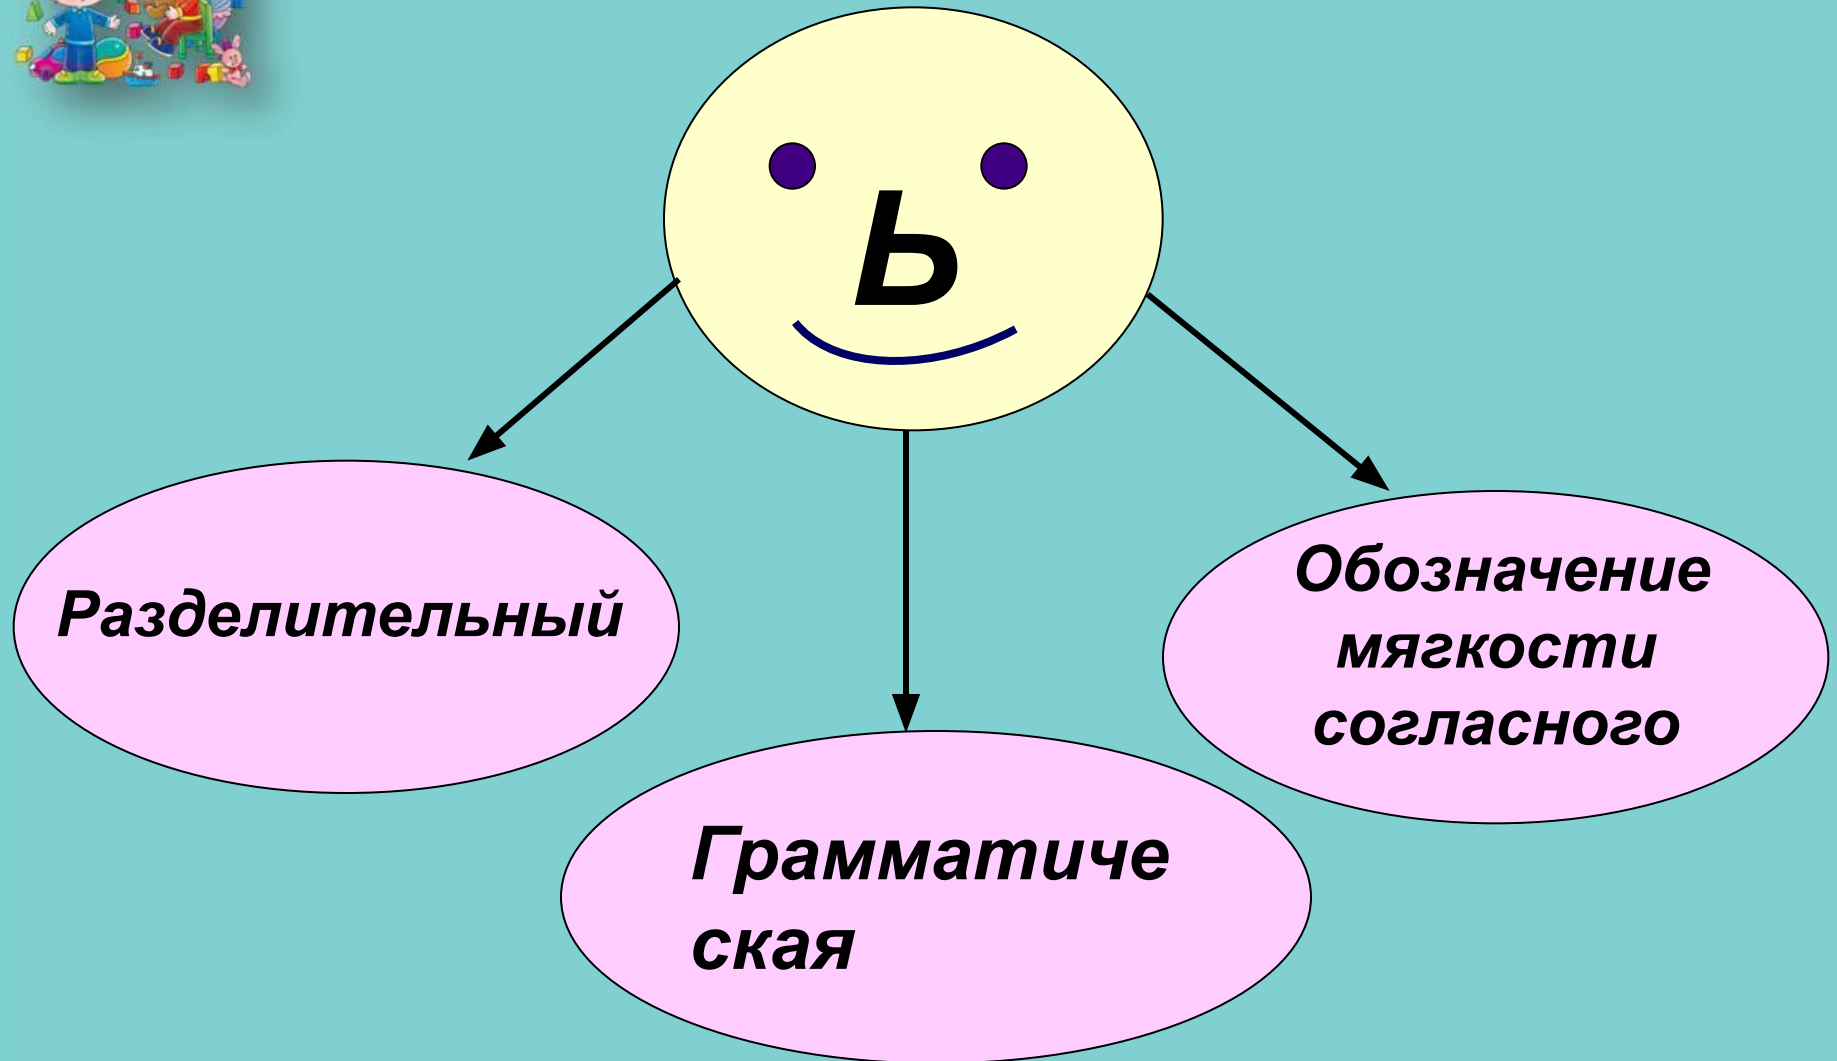 Ь
Разделительный
Обозначение
мягкости
согласного
Грамматиче
ская